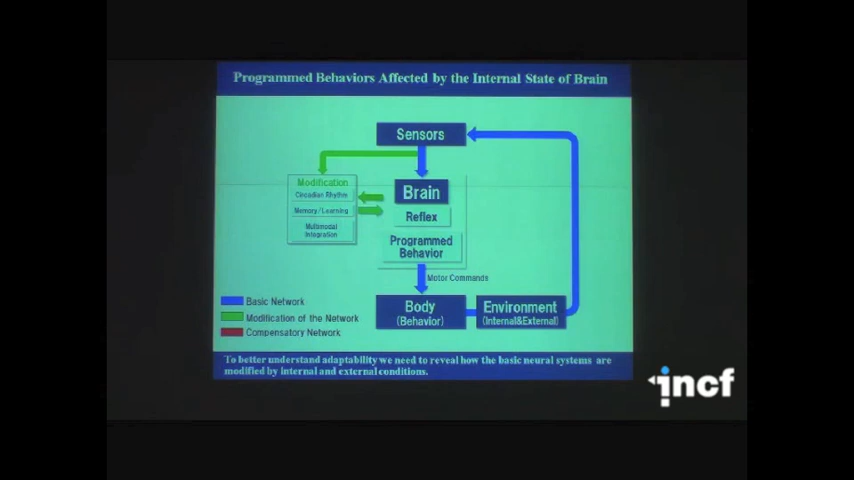 Programmed Behaviors Affected by the Internal State of Brain
Sensors
Modification
Circadian Rhythm
Memory/Learning
Multimodal
Integration
Brain
Reflex
Programmed
Behavior
Motor Commands
Body
(Behavior)
Environment
(Internal&External)
Basic Network
Modification of the Network
Compensatory Network
To better understand adaptability we need to reveal how the basic neural systems are
modified by internal and external conditions.
incf